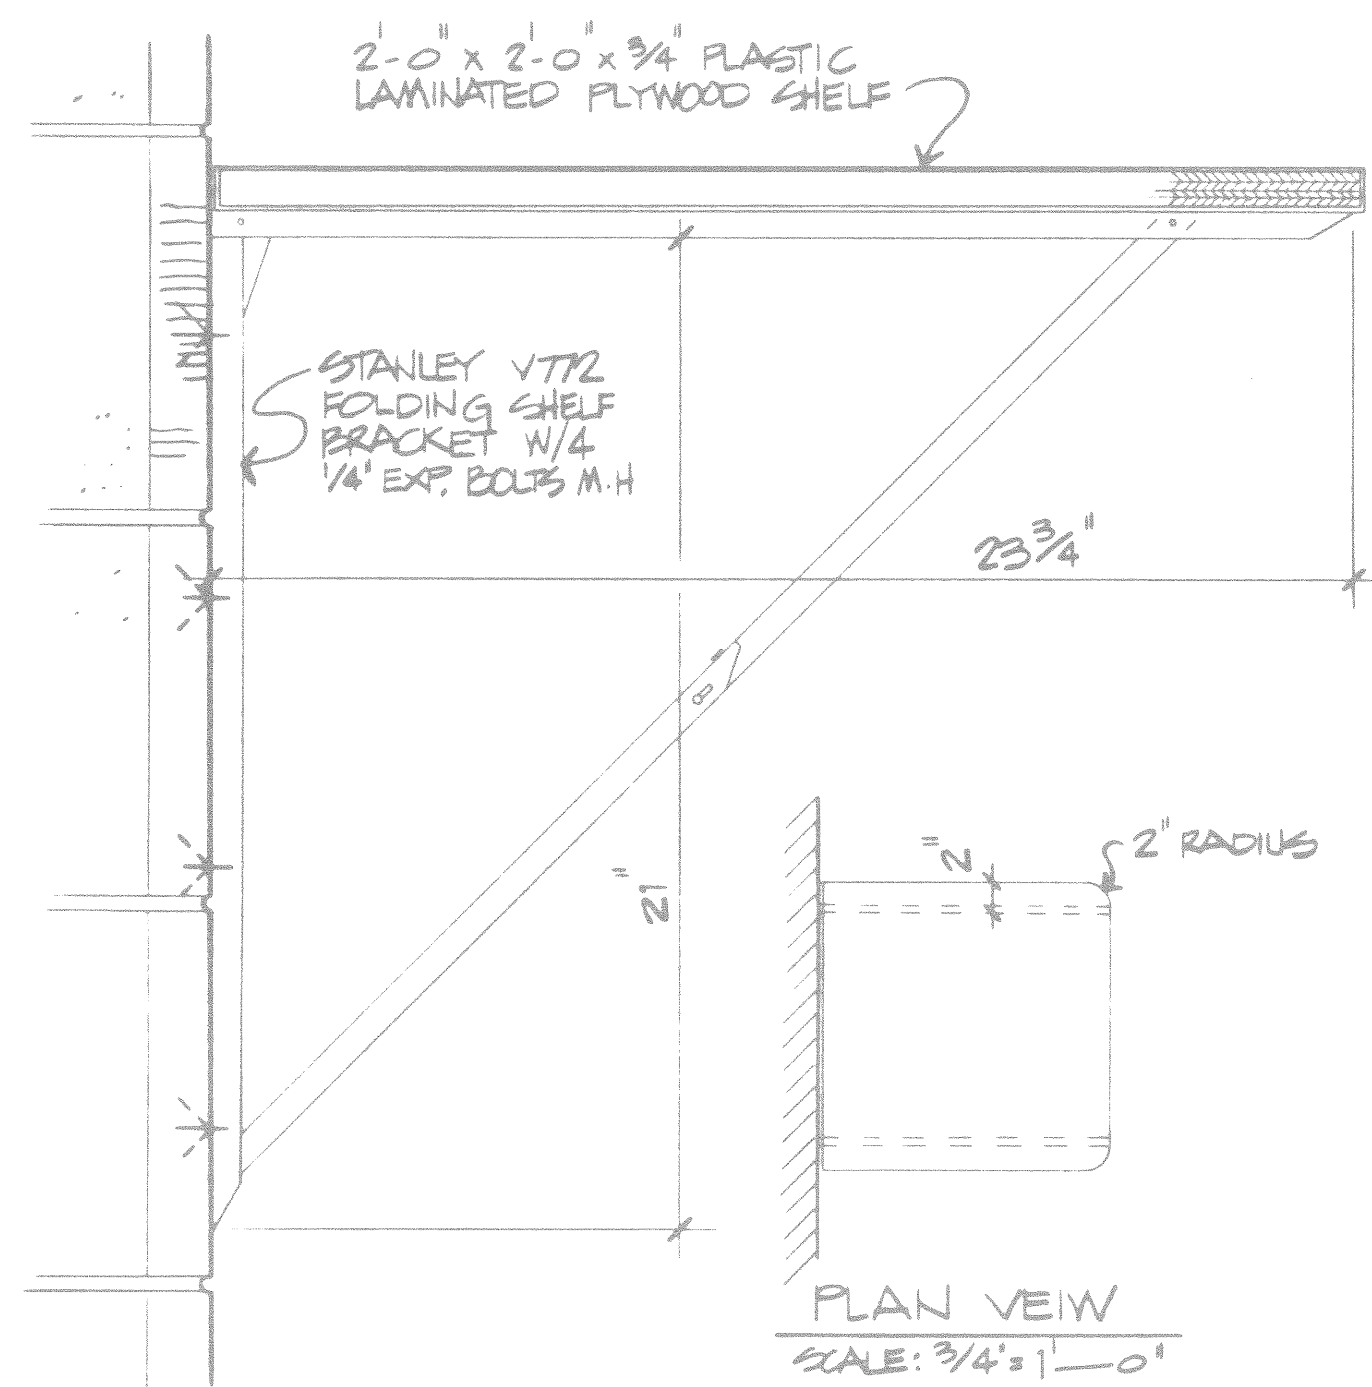 2'-0" x 2'-0" x 3/4" PLASTIC
LAMINATED PLYWOOD SHELF
STANLEY V772
FOLDING SHELF
BRACKET W/4
1/4" EXP. BOLTS M.H
23 3/4"
21"
2"
2" RADIUS
PLAN VEIW
SCALE: 3/4"=1'—0"